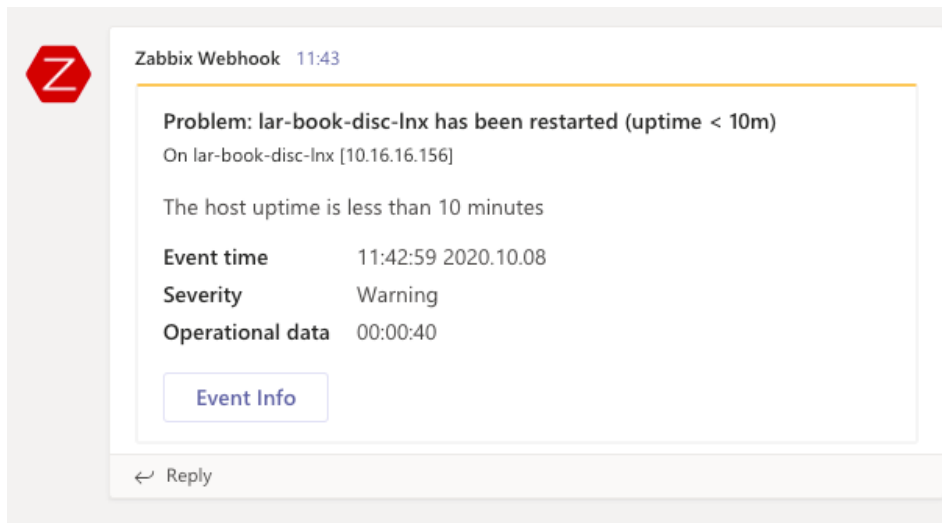 Z
Zabbix Webhook 11:43
Problem: lar-book-disc-lnx has been restarted (uptime < 10m)
On lar-book-disc-lnx [10.16.16.156]
The host uptime is less than 10 minutes
Event time 11:42:59 2020.10.08
Severity Warning
Operational data 00:00:40
Event Info
Reply